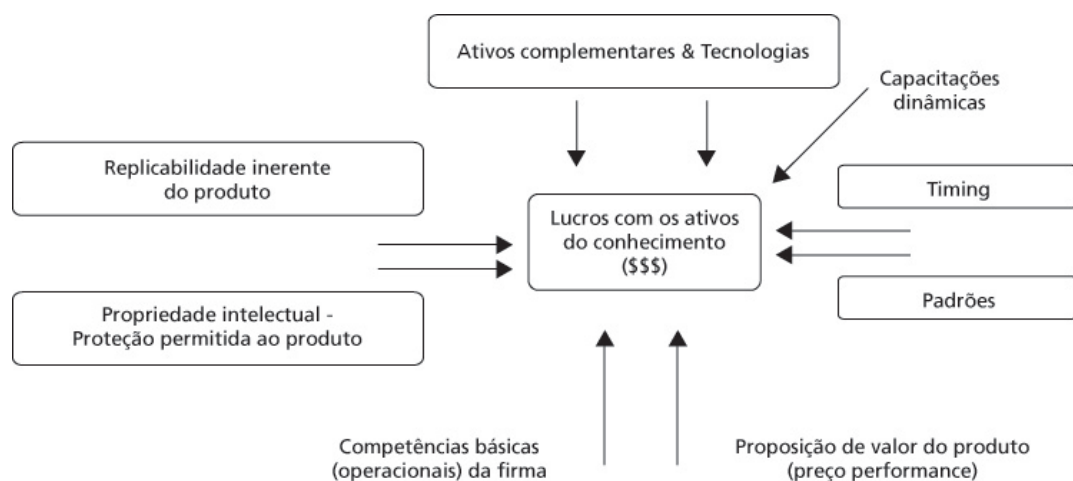 Ativos complementares & Tecnologias
Capacitações
dinâmicas
Replicabilidade inerente
do produto
Timing
Lucros com os ativos
do conhecimento
($$$)
Propriedade intelectual -
Proteção permitida ao produto
Padrões
Competências básicas
(operacionais) da firma
Proposição de valor do produto
(preço performance)